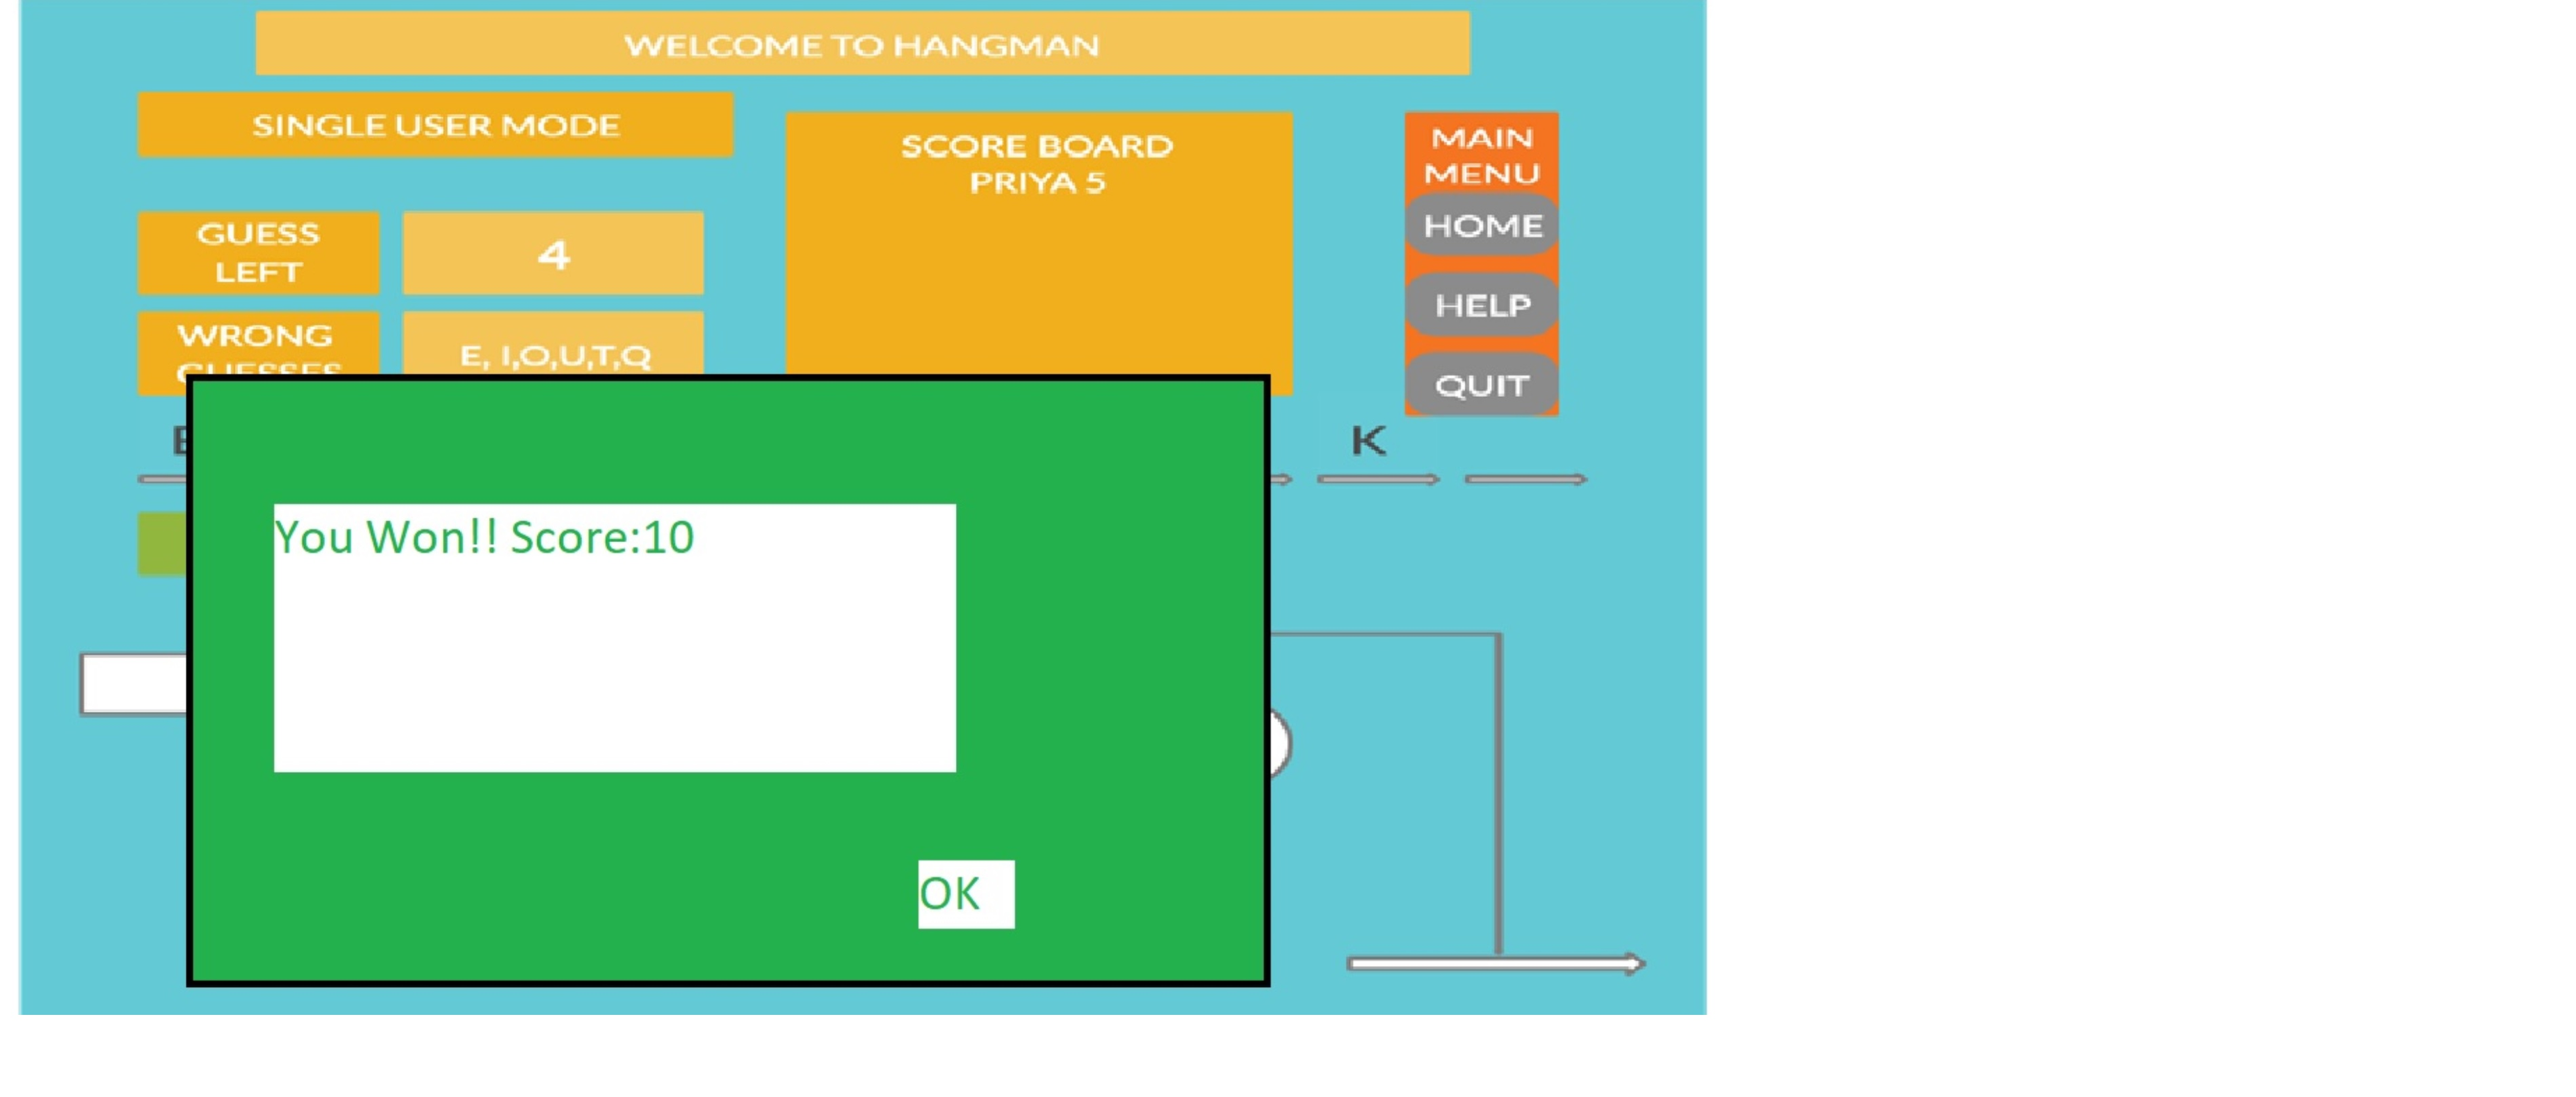 WELCOME TO HANGMAN
SINGLE USER MODE
SCORE BOARD
PRIYA 5
MAIN
MENU
HOME
HELP
QUIT
GUESS
LEFT
4
WRONG
GUESSES
E, I,O,U,T,Q
K
You Won!! Score:10
OK